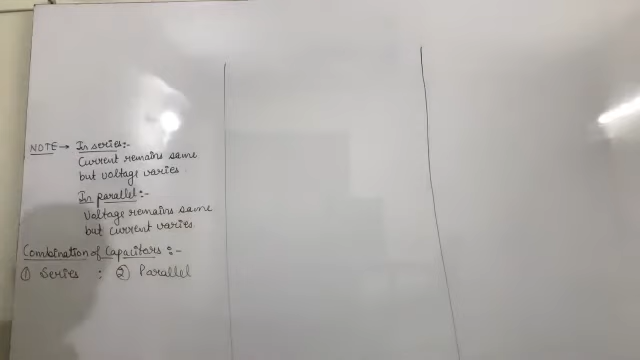 NOTE → In series:-
Current remains same
but voltage varies
In parallel:-
Voltage remains same
but current varies
Combination of Capacitors :-
① Series ; ② Parallel